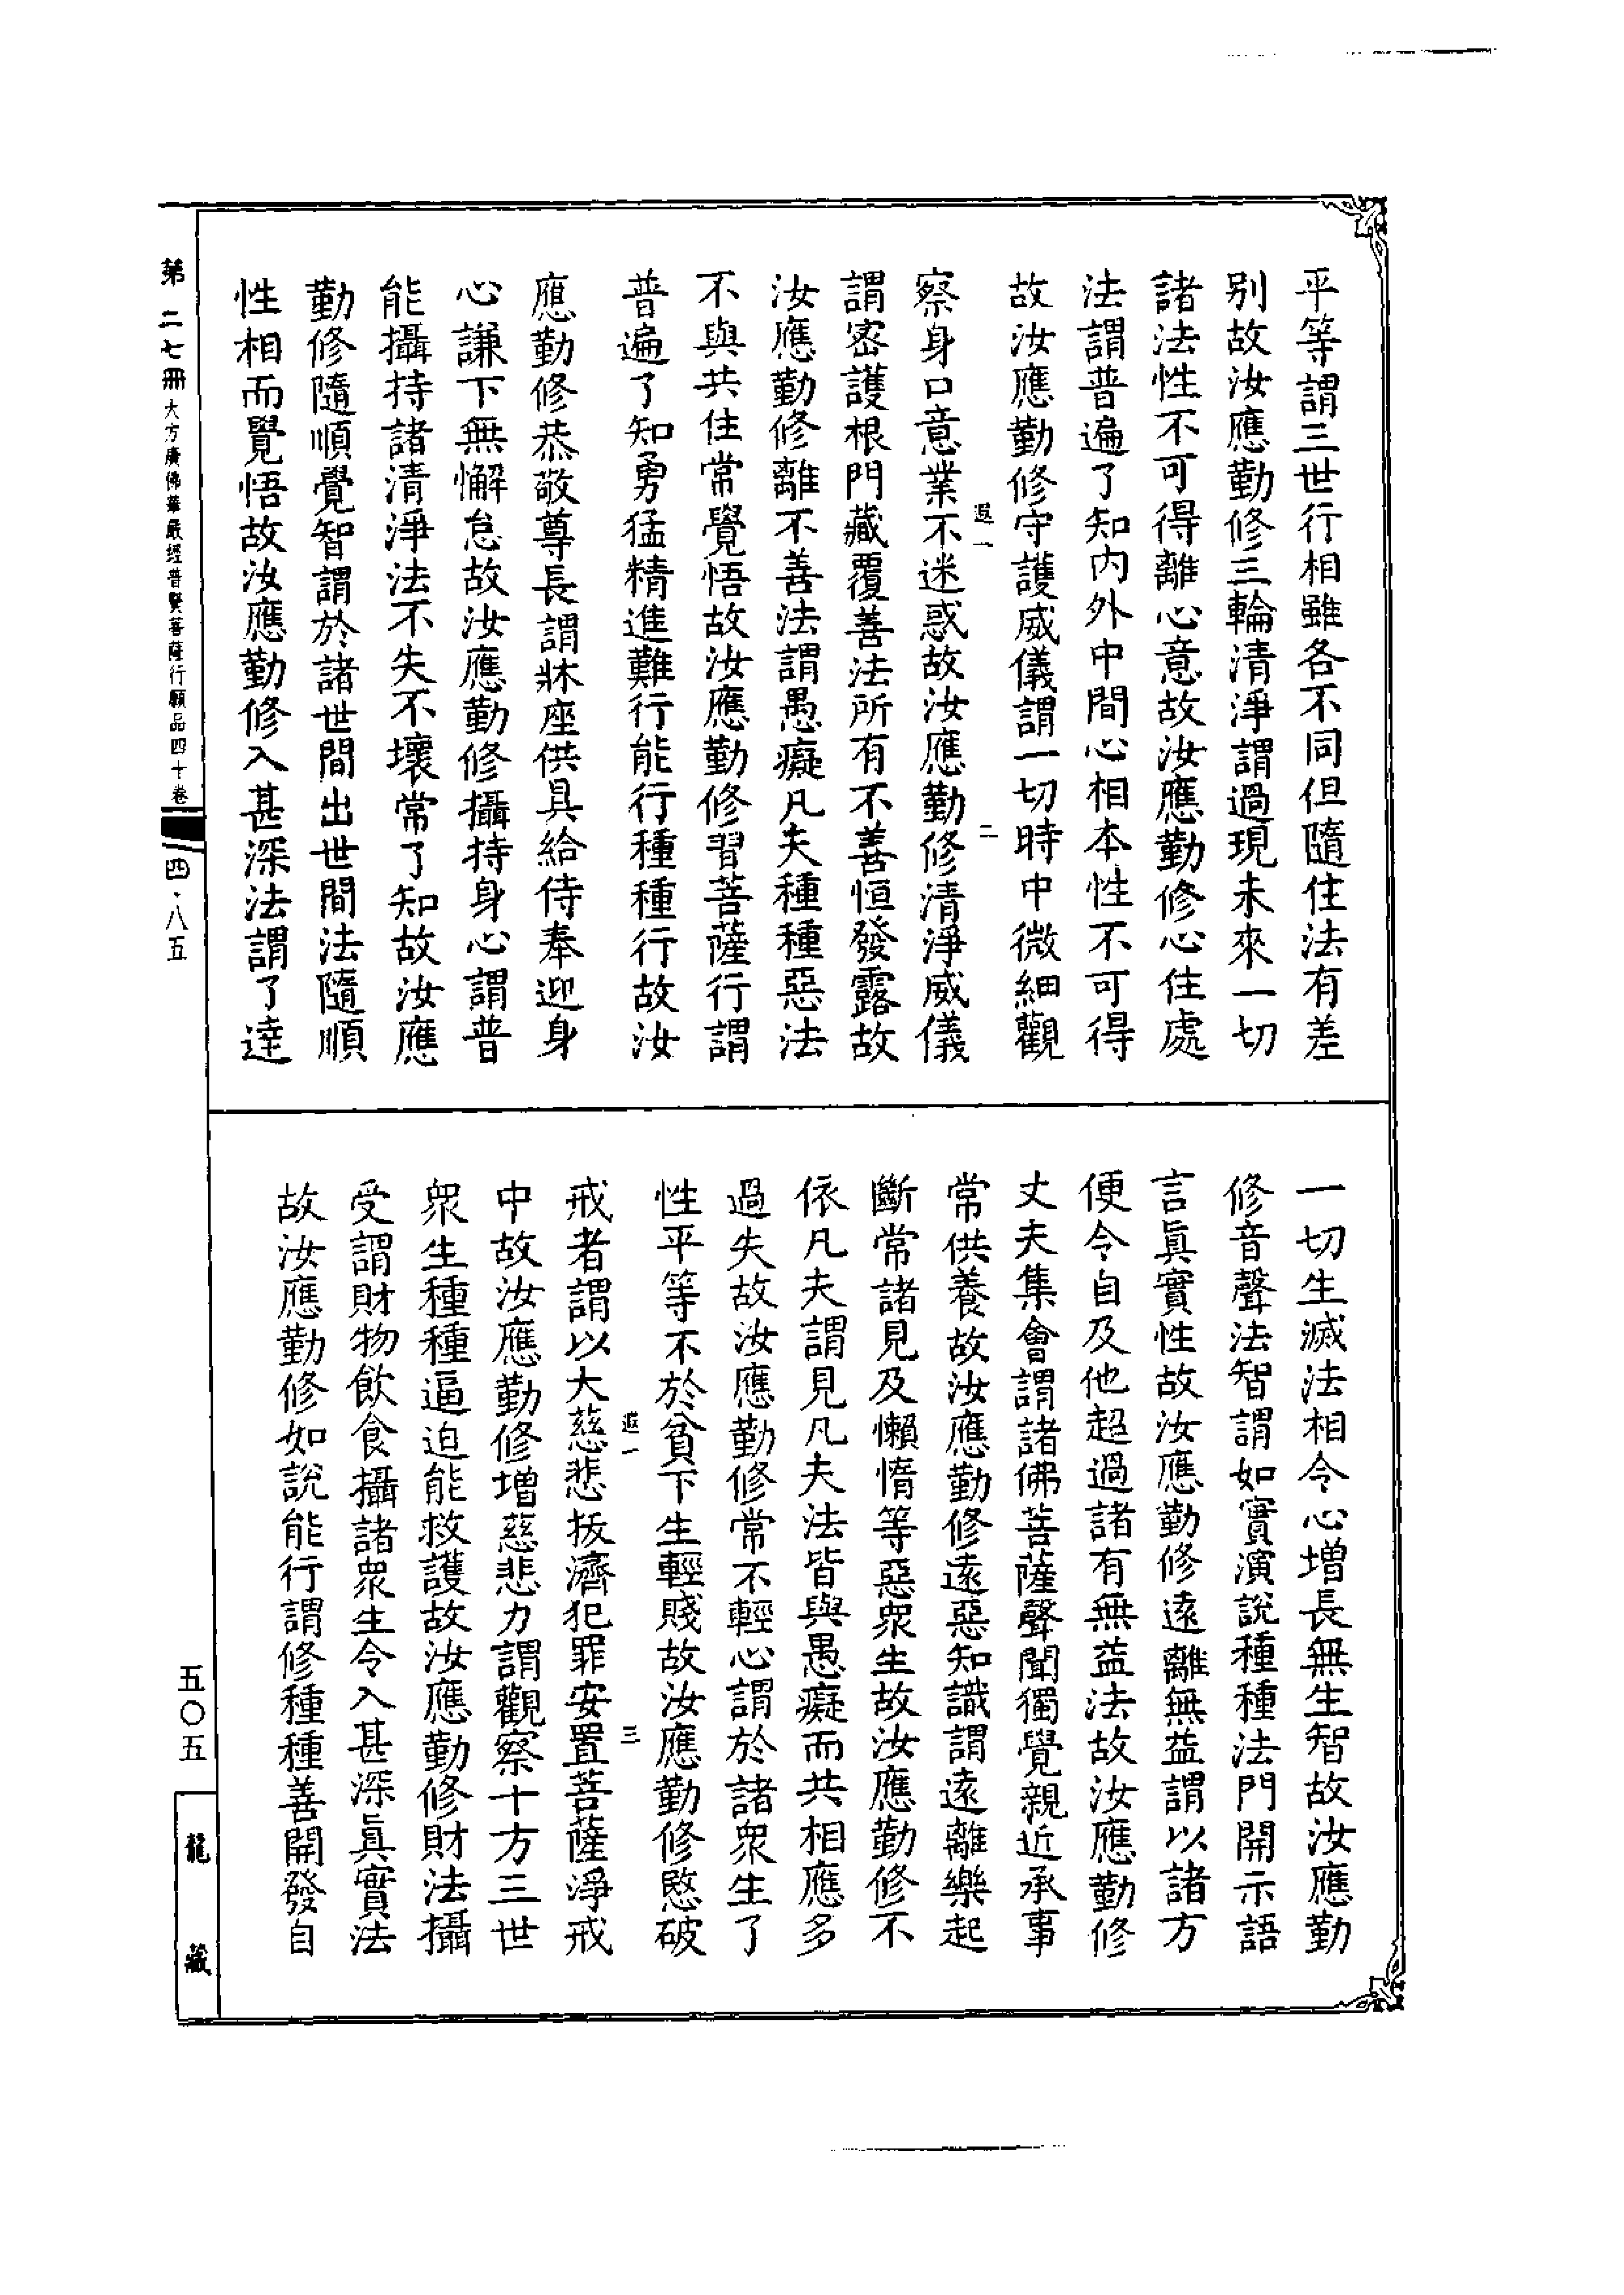 平等謂三世行相雖各不同但隨住法有差
別故汝應勤修三輪清淨謂過現未來一切
諸法性不可得離心意故汝應勤修心住處
法謂普遍了知內外中間心相本性不可得
故汝應勤修守護威儀謂一切時中微細觀
遐一
二
察身口意業不迷惑故汝應勤修清淨威儀
謂密護根門藏覆善法所有不善恒發露故
汝應勤修離不善法謂愚癡凡夫種種惡法
不與共住常覺悟故汝應勤修習菩薩行謂
普遍了知勇猛精進難行能行種種行故汝
應勤修恭敬尊長謂牀座供具給侍奉迎身
心謙下無懈怠故汝應勤修攝持身心謂普
能攝持諸清淨法不失不壞常了知故汝應
勤修隨順覺智謂於諸世間出世間法隨順
性相而覺悟故汝應勤修入甚深法謂了達
第二七冊 大方廣佛華嚴經普賢菩薩行願品四十卷
四·八五
一切生滅法相令心增長無生智故汝應勤
修音聲法智謂如實演說種種法門開示語
言眞實性故汝應勤修遠離無益謂以諸方
便令自及他超過諸有無益法故汝應勤修
丈夫集會謂諸佛菩薩聲聞獨覺親近承事
常供養故汝應勤修遠惡知識謂遠離樂起
斷常諸見及懶惰等惡衆生故汝應勤修不
依凡夫謂見凡夫法皆與愚癡而共相應多
過失故汝應勤修常不輕心謂於諸衆生了
性平等不於貧下生輕賤故汝應勤修愍破
遐一
三
戒者謂以大慈悲拔濟犯罪安置菩薩淨戒
中故汝應勤修增慈悲力謂觀察十方三世
衆生種種逼迫能救護故汝應勤修財法攝
受謂財物飲食攝諸衆生令入甚深眞實法
故汝應勤修如說能行謂修種種善開發自
五〇五
龍藏